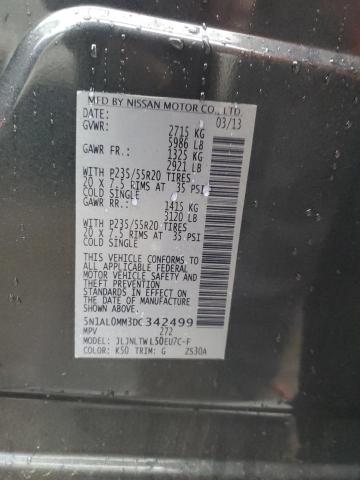 MFD BY NISSAN MOTOR CO., LTD.
DATE: 03/13
GVWR: 2715 KG
5986 LB
GAWR FR.: 1325 KG
2921 LB
WITH P235/55R20 TIRES
20 X 7.5 RIMS AT 35 PSI
COLD SINGLE
GAWR RR.: 1415 KG
3120 LB
WITH P235/55R20 TIRES
20 X 7.5 RIMS AT 35 PSI
COLD SINGLE
THIS VEHICLE CONFORMS TO
ALL APPLICABLE FEDERAL
MOTOR VEHICLE SAFETY
AND THEFT PREVENTION
STANDARDS IN EFFECT ON
THE DATE OF MANUFACTURE
SHOWN ABOVE.
5N1AL0MM3DC342499
MPV 272
MODEL: JLJNLTWL50EU7C-F
COLOR: K50 TRIM: G ZS30A